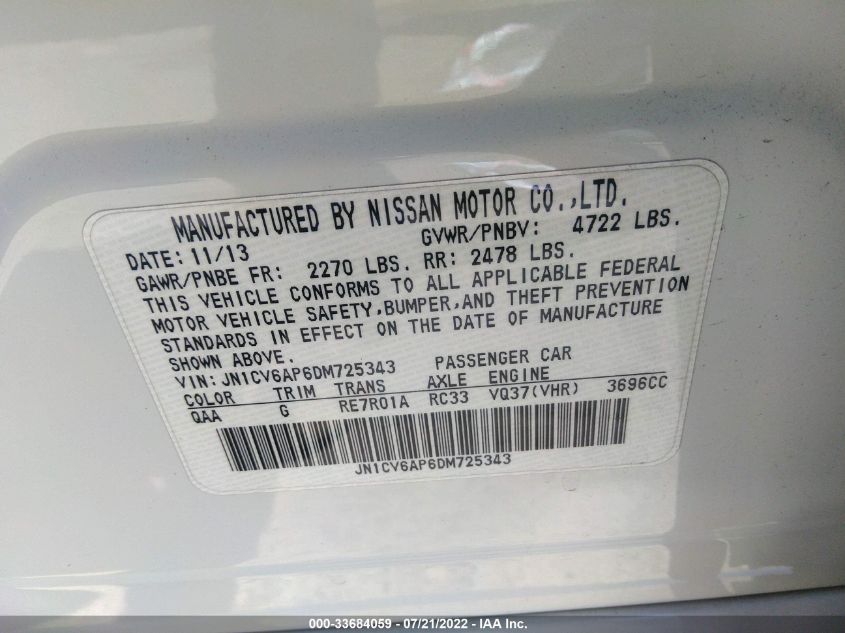 MANUFACTURED BY NISSAN MOTOR CO.,LTD.
DATE: 11/13 GVWR/PNBV: 4722 LBS.
GAWR/PNBE FR: 2270 LBS. RR: 2478 LBS.
THIS VEHICLE CONFORMS TO ALL APPLICABLE FEDERAL
MOTOR VEHICLE SAFETY,BUMPER,AND THEFT PREVENTION
STANDARDS IN EFFECT ON THE DATE OF MANUFACTURE
SHOWN ABOVE.
VIN: JN1CV6AP6DM725343 PASSENGER CAR
COLOR TRIM TRANS AXLE ENGINE
QAA G RE7R01A RC33 VQ37(VHR) 3696CC
JN1CV6AP6DM725343
000-33684059 - 07/21/2022 - IAA Inc.